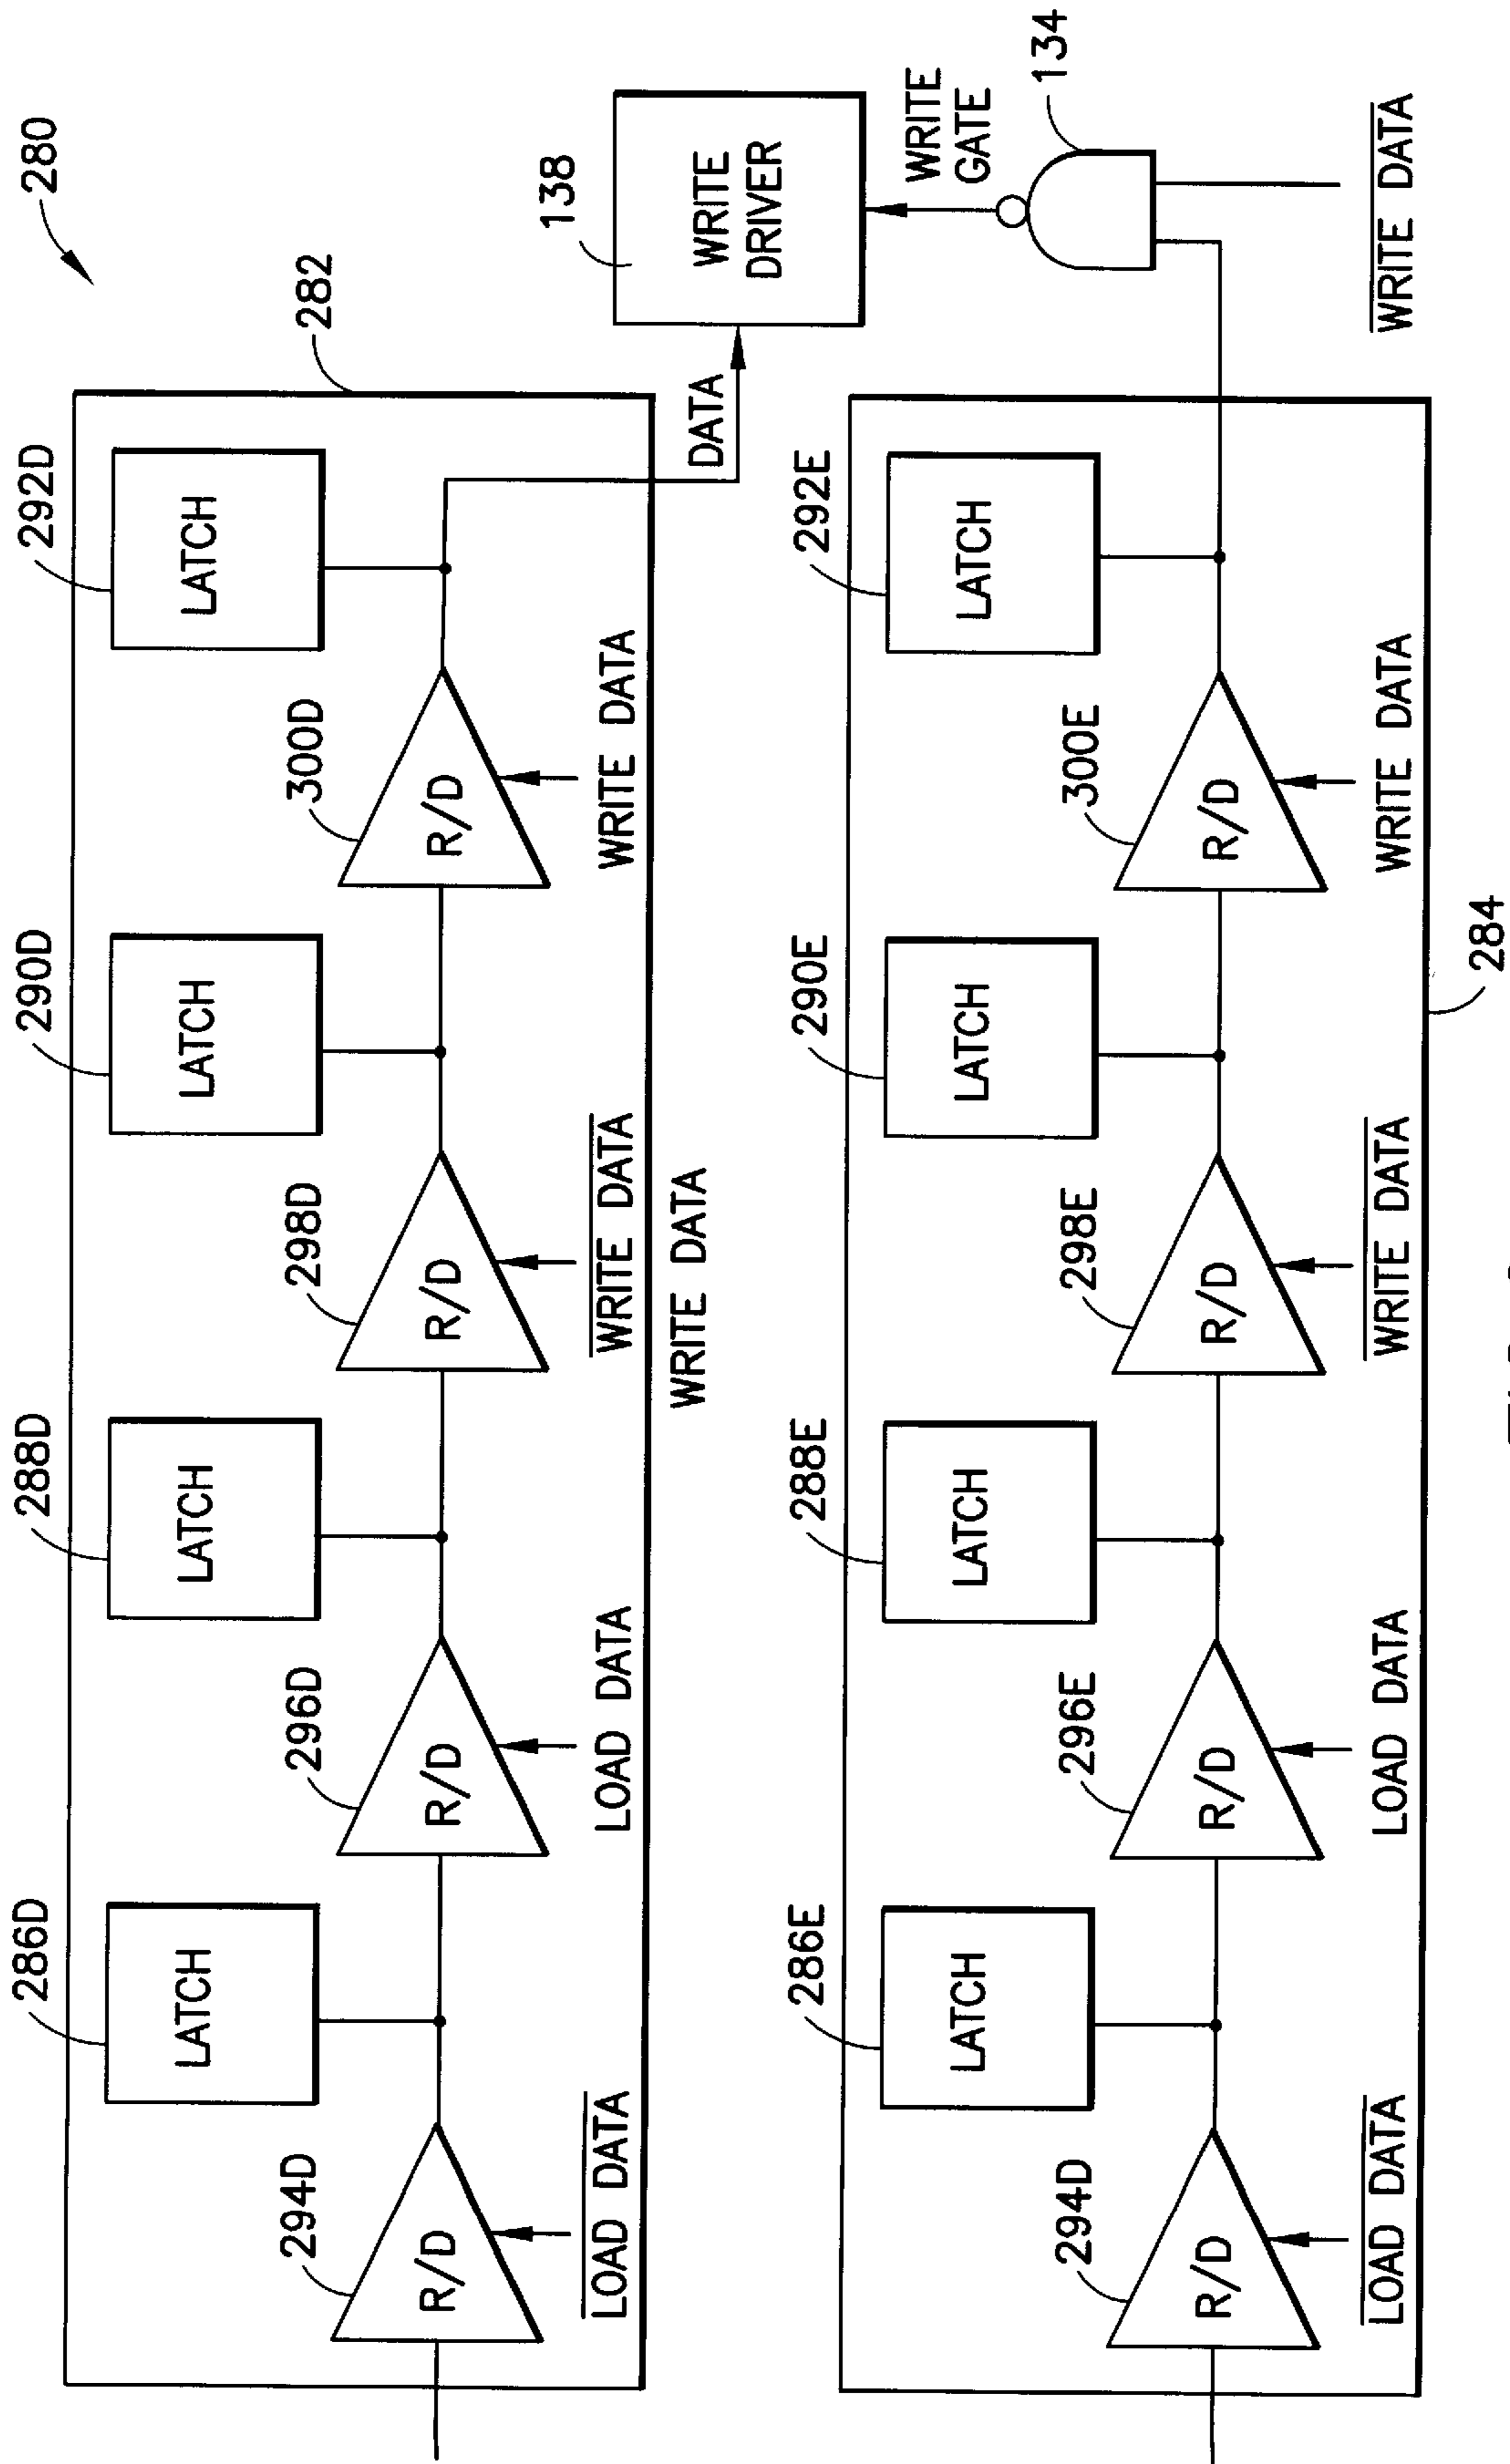 280
286D
288D
290D
292D
282
LATCH
LATCH
LATCH
LATCH
294D
296D
298D
300D
R/D
R/D
R/D
R/D
LOAD DATA
LOAD DATA
WRITE DATA
WRITE DATA
WRITE DATA
DATA
138
WRITE
DRIVER
286E
288E
290E
292E
LATCH
LATCH
LATCH
LATCH
WRITE
GATE
134
294D
296E
298E
300E
R/D
R/D
R/D
R/D
LOAD DATA
LOAD DATA
WRITE DATA
WRITE DATA
WRITE DATA
284